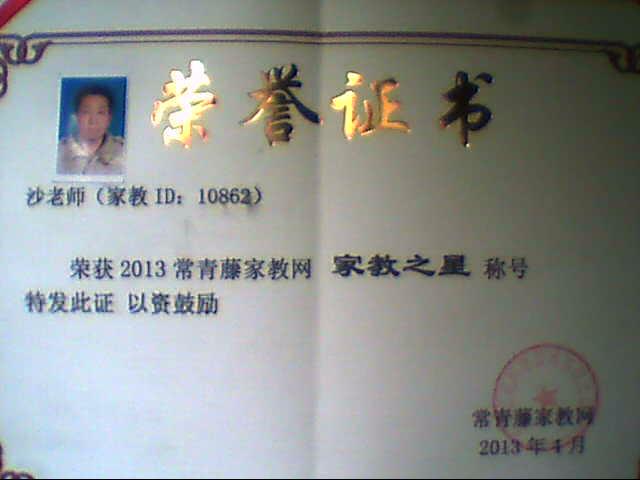 荣誉证书
沙老师（家教 ID：10862）
荣获 2013 常青藤家教网 家教之星 称号
特发此证 以资鼓励
常青藤家教网
2013 年 4 月